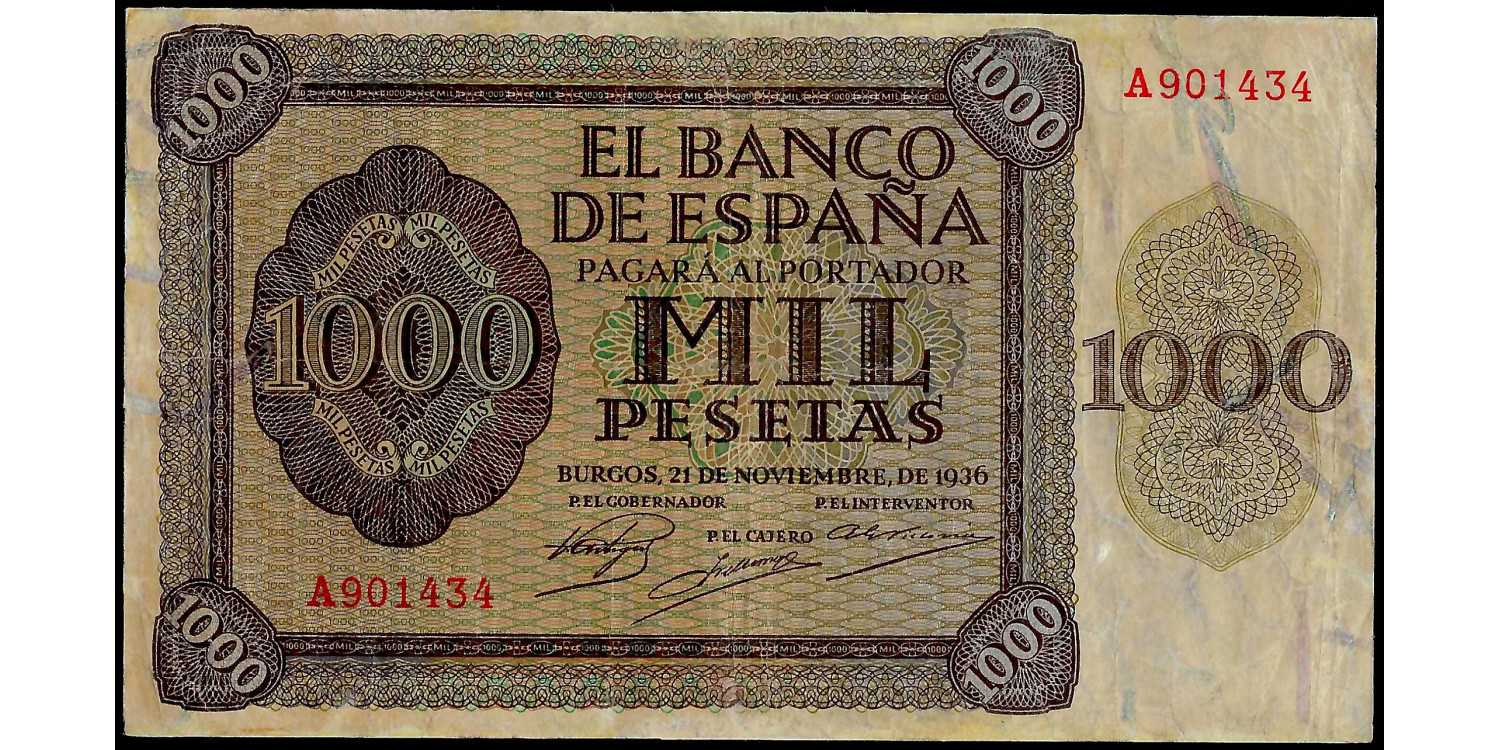 1000
1000
A901434
EL BANCO
DE ESPAÑA
PAGARÁ AL PORTADOR
MIL
PESETAS
BURGOS, 21 DE NOVIEMBRE, DE 1936
P. EL GOBERNADOR
P. EL INTERVENTOR
P. EL CAJERO
MIL PESETAS MIL PESETAS
1000
MIL PESETAS MIL PESETAS
1000
A901434
1000
1000